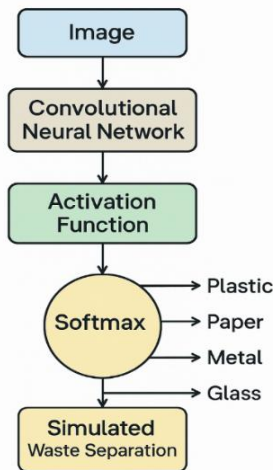 Image
Convolutional
Neural Network
Activation
Function
Softmax
Plastic
Paper
Metal
Glass
Simulated
Waste Separation